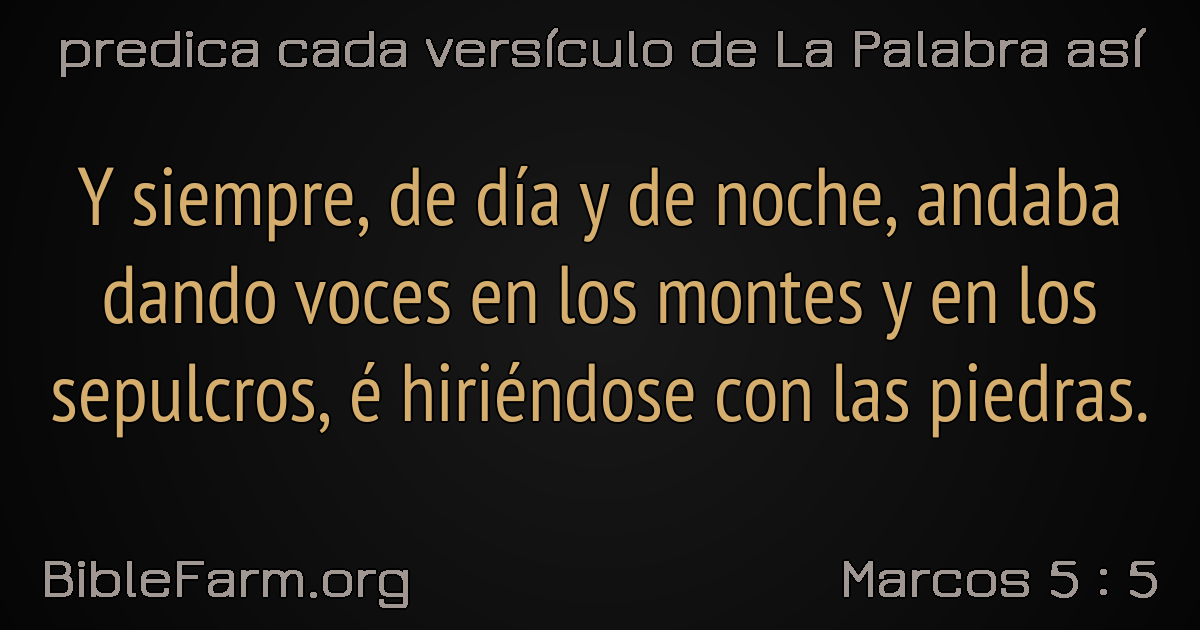 predica cada versículo de La Palabra así
Y siempre, de día y de noche, andaba
dando voces en los montes y en los
sepulcros, é hiriéndose con las piedras.
BibleFarm.org
Marcos 5 : 5